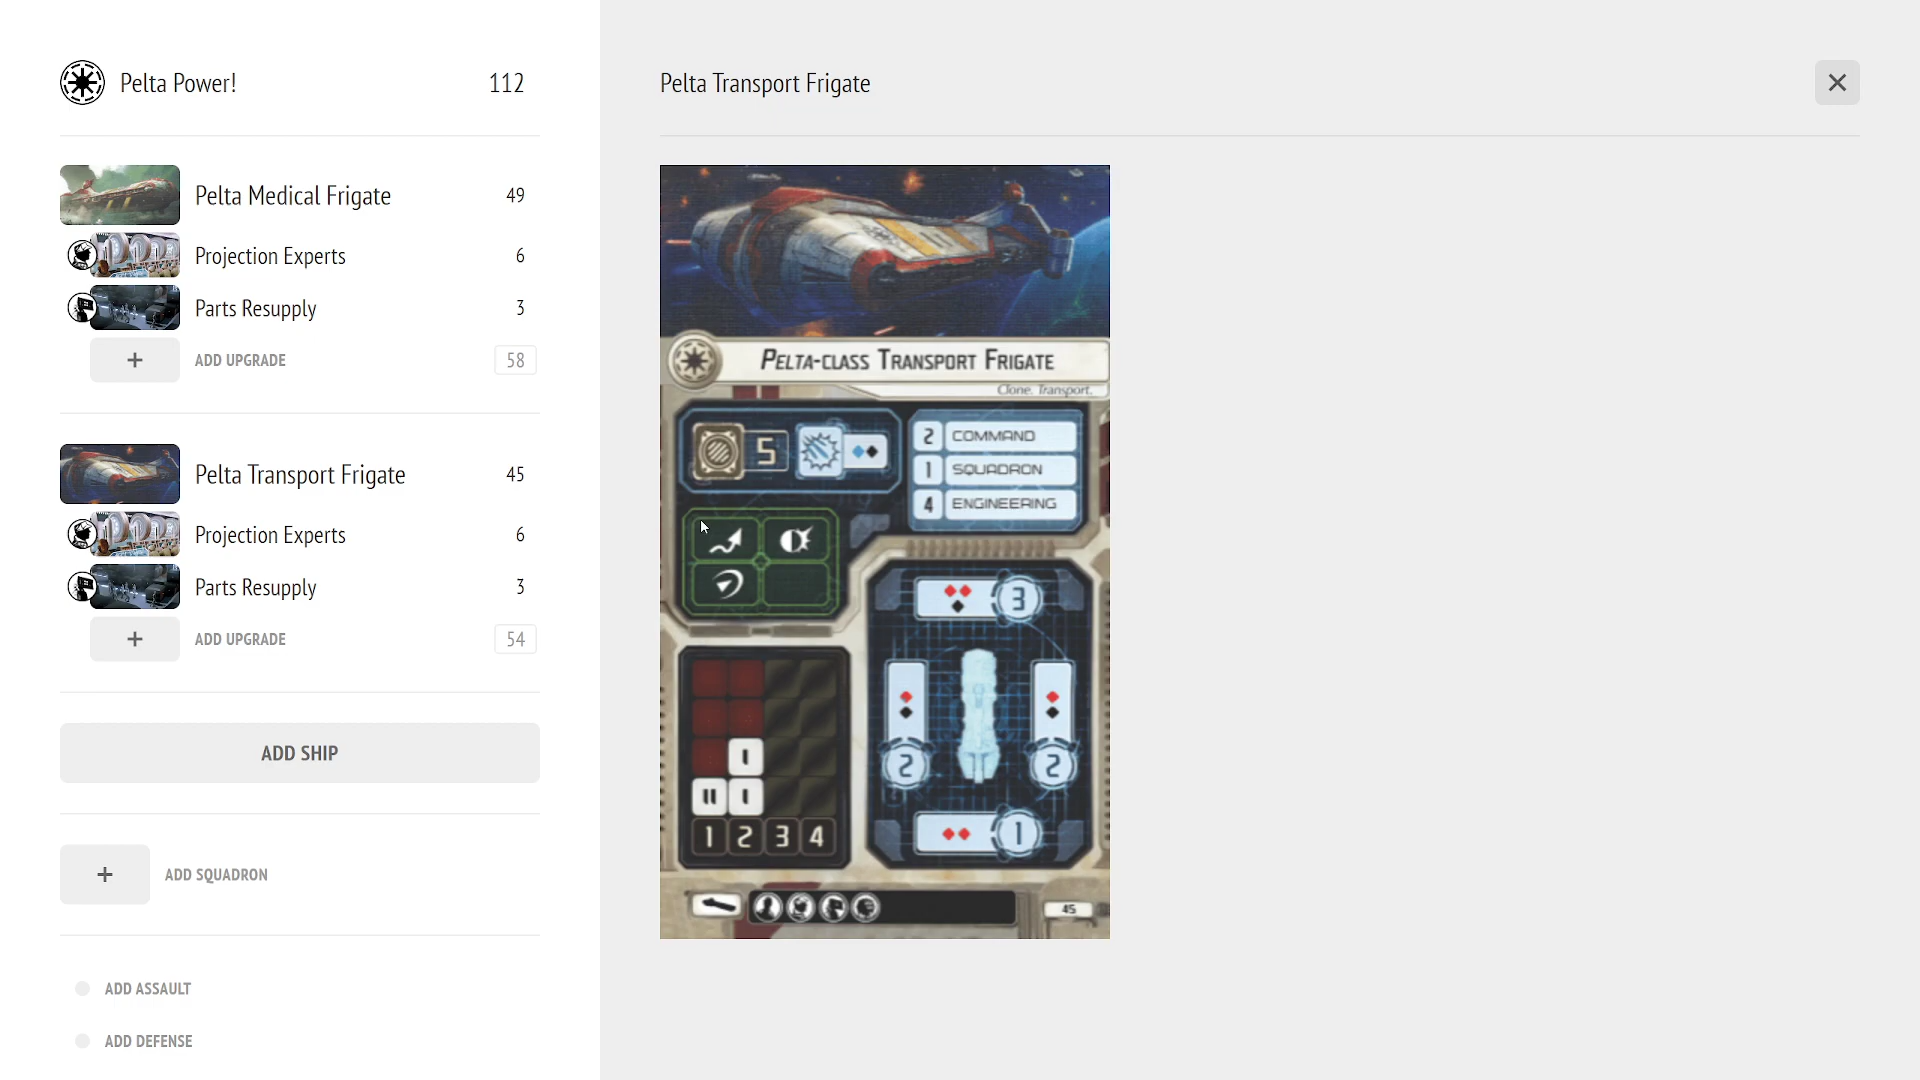 Pelta Power! 112
Pelta Medical Frigate 49
Projection Experts 6
Parts Resupply 3
+ ADD UPGRADE 58
Pelta Transport Frigate 45
Projection Experts 6
Parts Resupply 3
+ ADD UPGRADE 54
ADD SHIP
+ ADD SQUADRON
ADD ASSAULT
ADD DEFENSE
Pelta Transport Frigate
PELTA-CLASS TRANSPORT FRIGATE
Clone. Transport.
5
2 COMMAND
1 SQUADRON
4 ENGINEERING
3
2 2
1
I
II I
1 2 3 4
45